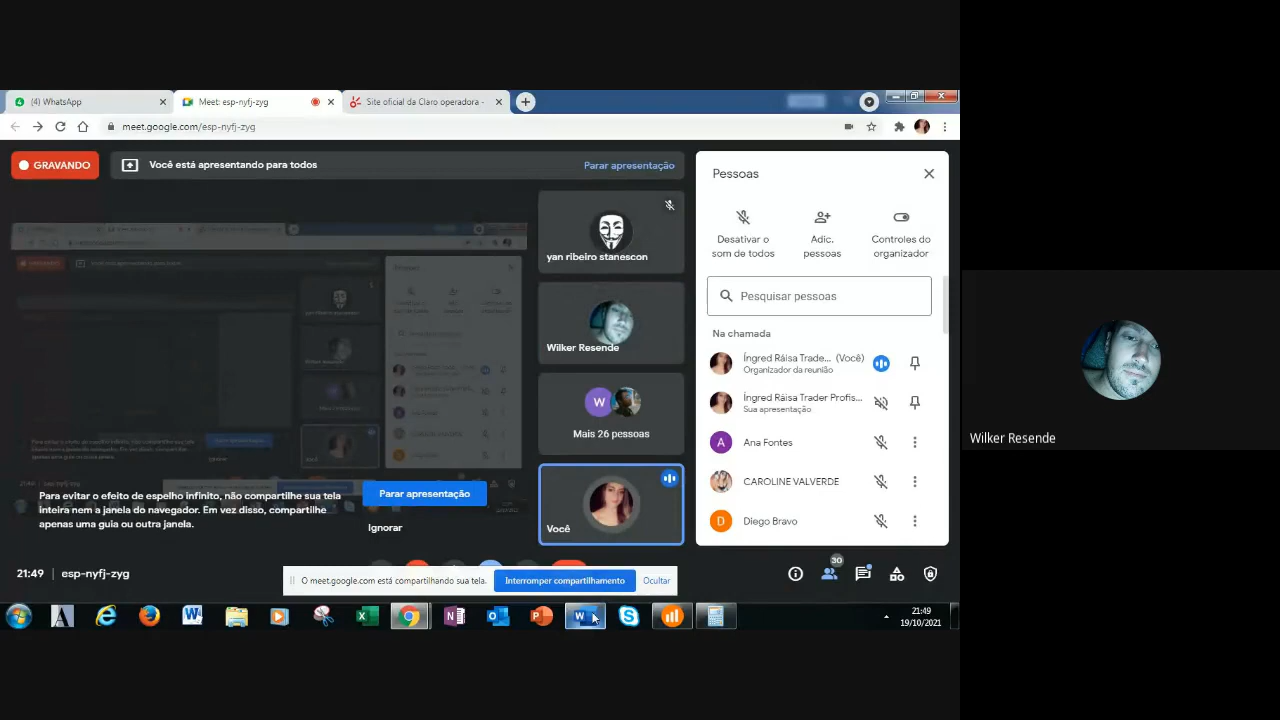 (4) WhatsApp
Meet: esp-nyfj-zyg
Site oficial da Claro operadora -
meet.google.com/esp-nyfj-zyg
GRAVANDO
Você está apresentando para todos
Parar apresentação
yan ribeiro stanescon
Wilker Resende
W
Mais 26 pessoas
Você
Para evitar o efeito de espelho infinito, não compartilhe sua tela
inteira nem a janela do navegador. Em vez disso, compartilhe
apenas uma guia ou outra janela.
Parar apresentação
Ignorar
Pessoas
Desativar o
som de todos
Adic.
pessoas
Controles do
organizador
Pesquisar pessoas
Na chamada
Íngred Ráisa Trade... (Você)
Organizador da reunião
Íngred Ráisa Trader Profis...
Sua apresentação
A
Ana Fontes
CAROLINE VALVERDE
D
Diego Bravo
21:49 | esp-nyfj-zyg
O meet.google.com está compartilhando sua tela.
Interromper compartilhamento
Ocultar
30
21:49
19/10/2021
Wilker Resende